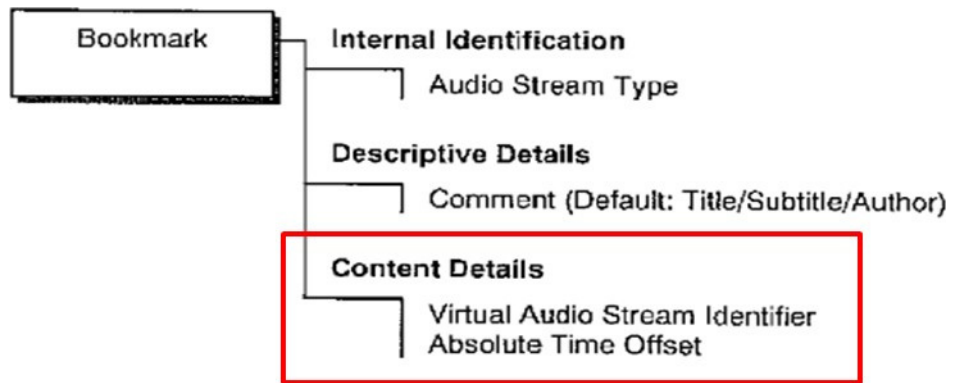 Bookmark
Internal Identification
Audio Stream Type
Descriptive Details
Comment (Default: Title/Subtitle/Author)
Content Details
Virtual Audio Stream Identifier
Absolute Time Offset